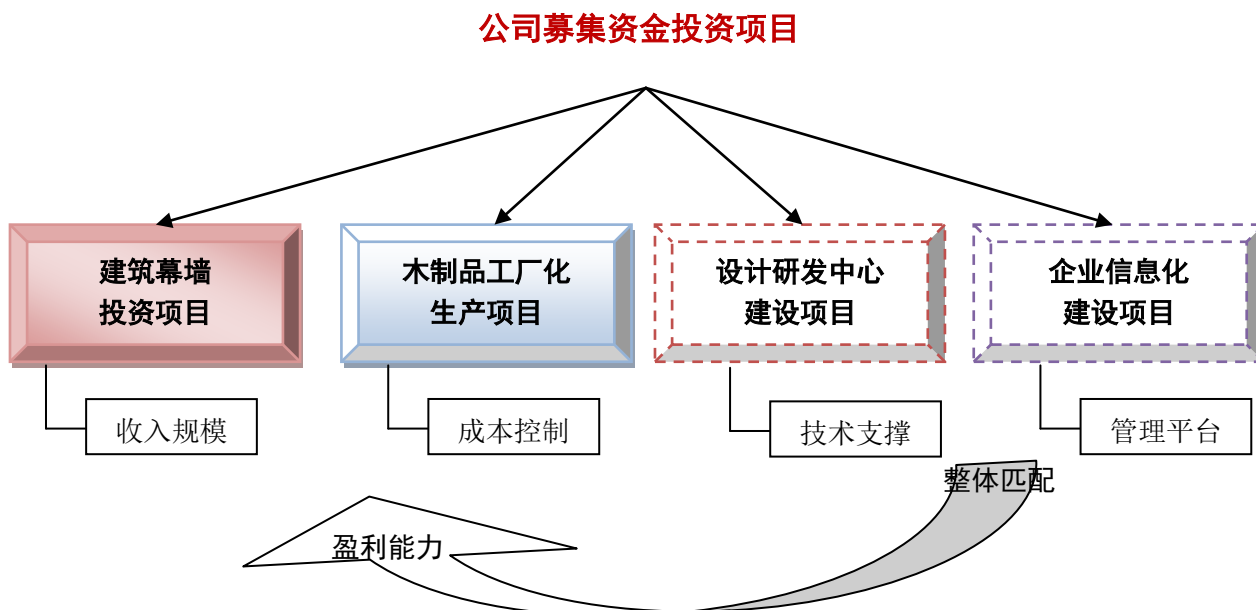 公司募集资金投资项目
建筑幕墙
投资项目
木制品工厂化
生产项目
设计研发中心
建设项目
企业信息化
建设项目
收入规模
成本控制
技术支撑
管理平台
整体匹配
盈利能力